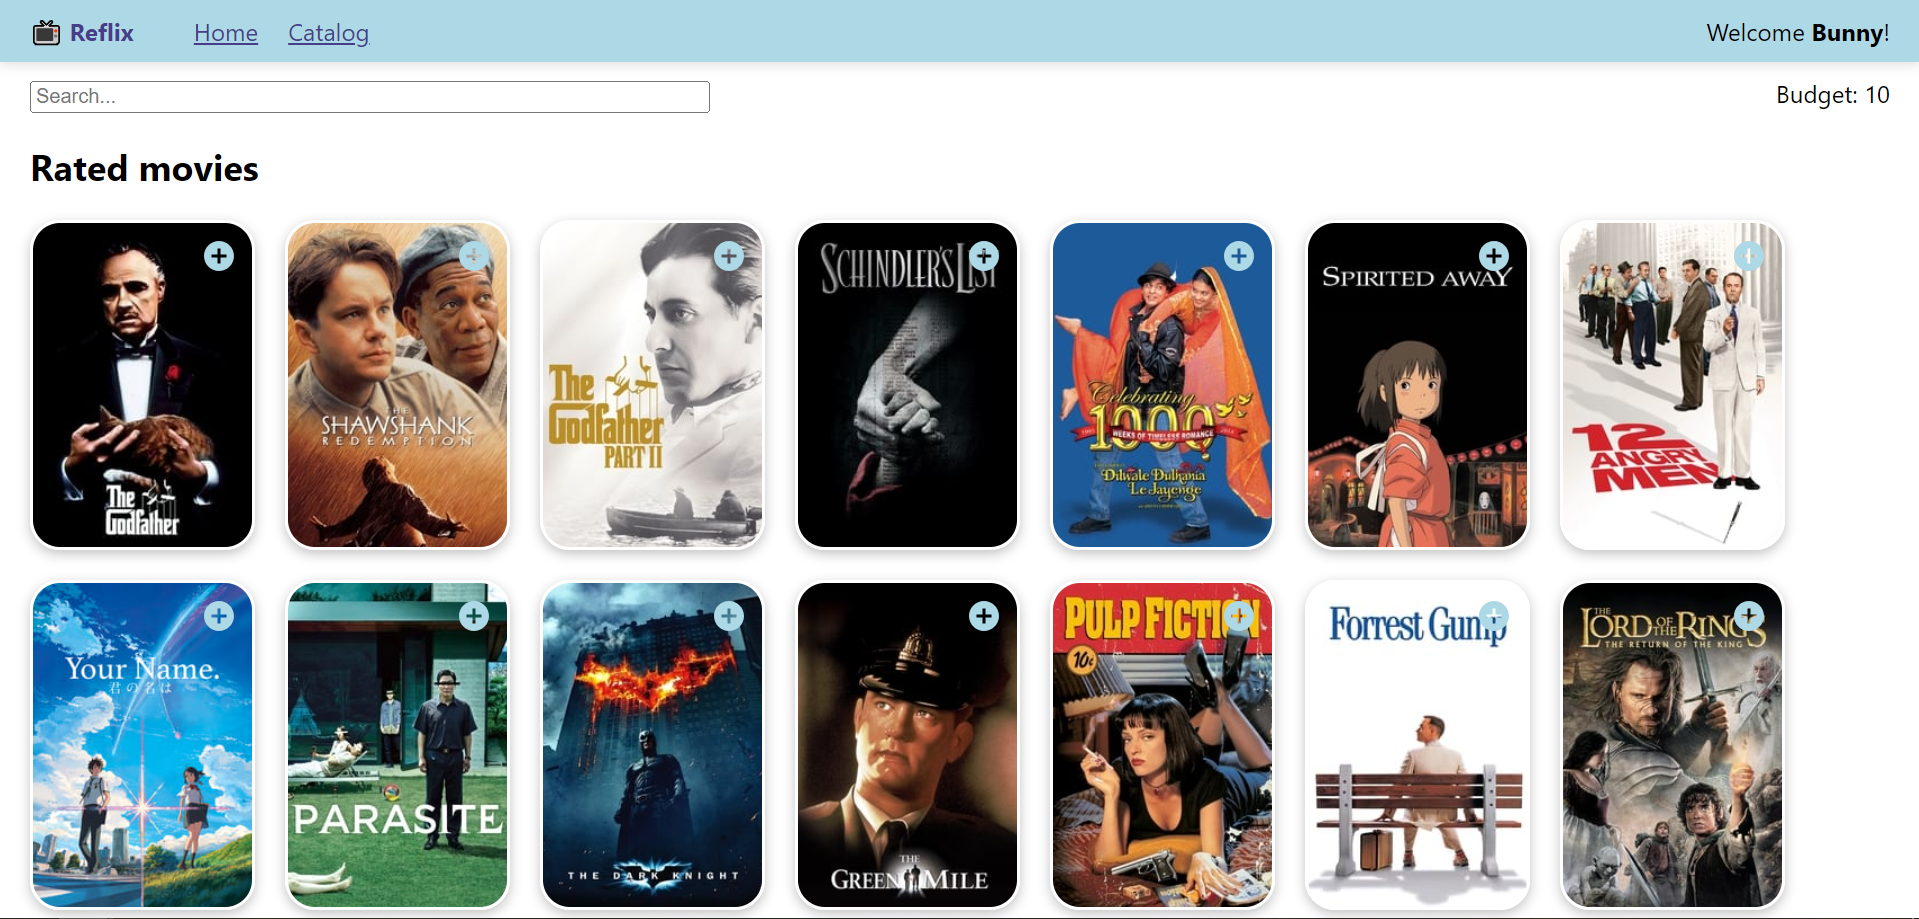 Reflix Home Catalog Welcome Bunny!
Search... Budget: 10
Rated movies
The
Godfather
THE
SHAWSHANK
REDEMPTION
The
Godfather
PART II
SCHINDLER'S LIST
Celebrating
1000
WEEKS OF TIMELESS ROMANCE
Dilwale Dulhania
Le Jayenge
SPIRITED AWAY
12
ANGRY
MEN
Your Name.
君の名は
PARASITE
THE DARK KNIGHT
THE
GREEN MILE
PULP FICTION
10¢
Forrest Gump
THE
LORD OF THE RINGS
THE RETURN OF THE KING